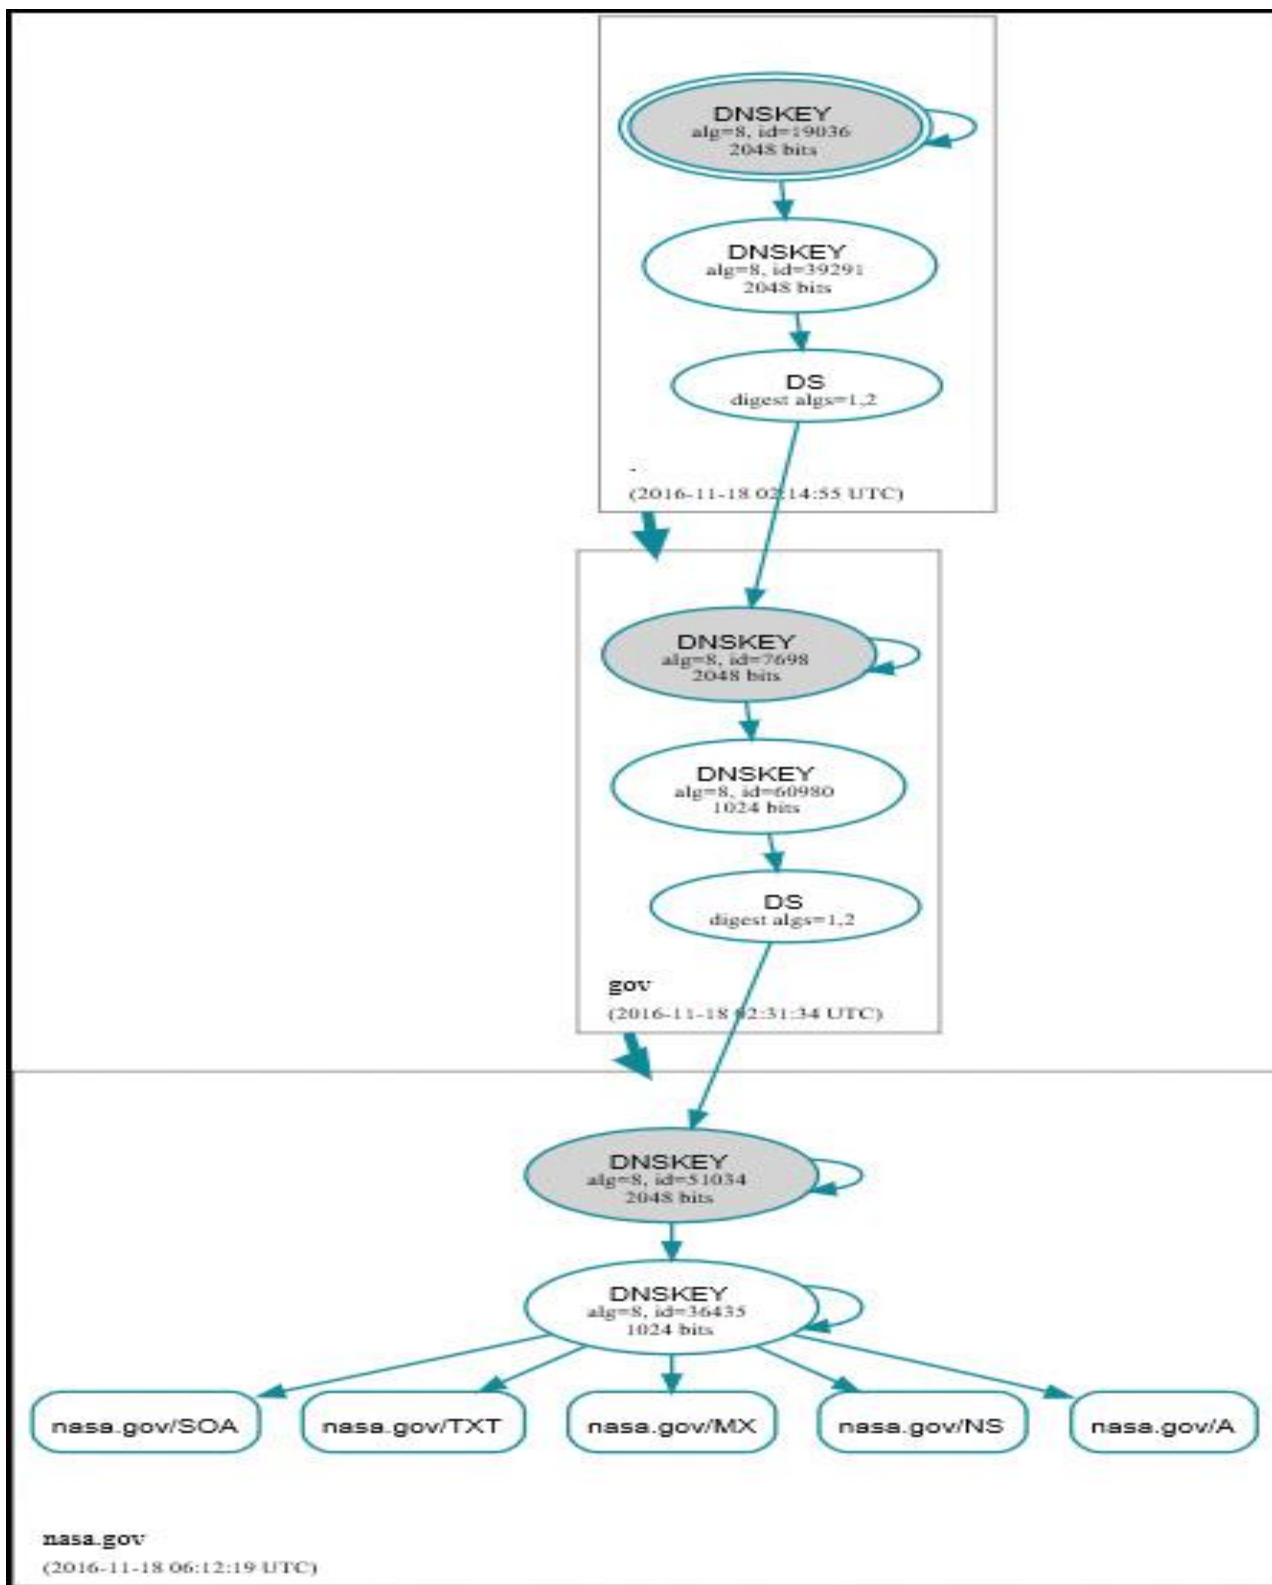 DNSKEY
alg=8, id=19036
2048 bits
DNSKEY
alg=8, id=39291
2048 bits
DS
digest algs=1,2
.
(2016-11-18 02:14:55 UTC)
DNSKEY
alg=8, id=7698
2048 bits
DNSKEY
alg=8, id=60980
1024 bits
DS
digest algs=1,2
gov
(2016-11-18 02:31:34 UTC)
DNSKEY
alg=8, id=51034
2048 bits
DNSKEY
alg=8, id=36435
1024 bits
nasa.gov/SOA
nasa.gov/TXT
nasa.gov/MX
nasa.gov/NS
nasa.gov/A
nasa.gov
(2016-11-18 06:12:19 UTC)